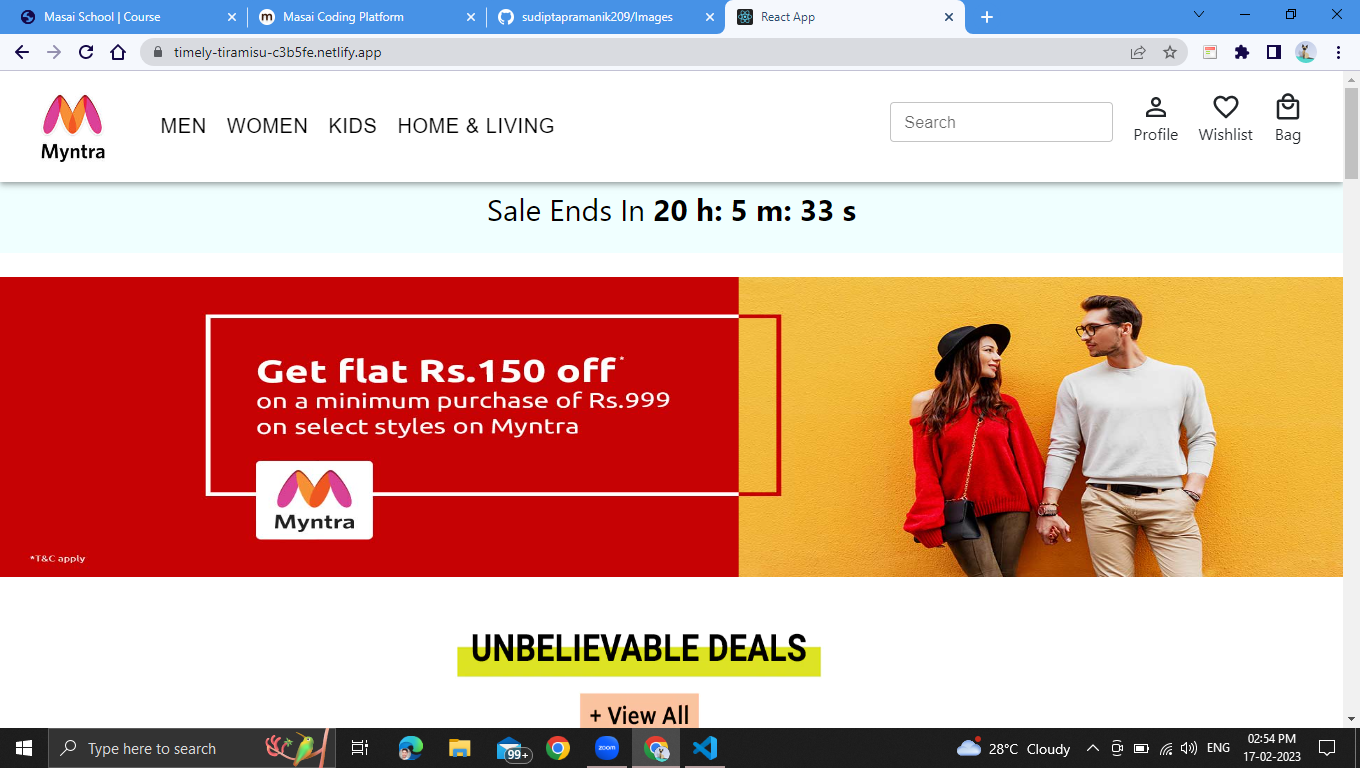 Masai School | Course
Masai Coding Platform
sudiptapramanik209/Images
React App
timely-tiramisu-c3b5fe.netlify.app
Myntra
MEN WOMEN KIDS HOME & LIVING
Search
Profile
Wishlist
Bag
Sale Ends In 20 h: 5 m: 33 s
Get flat Rs.150 off*
on a minimum purchase of Rs.999
on select styles on Myntra
Myntra
*T&C apply
UNBELIEVABLE DEALS
+ View All
Type here to search
99+
zoom
28°C Cloudy
ENG
02:54 PM
17-02-2023